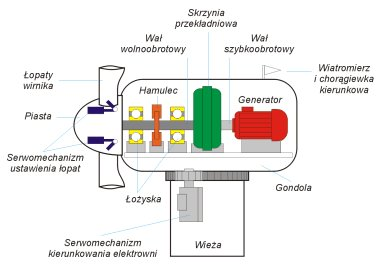 Skrzynia
przekładniowa
Wał
wolnoobrotowy
Wał
szybkoobrotowy
Łopaty
wirnika
Hamulec
Wiatromierz
i chorągiewka
kierunkowa
Generator
Piasta
Serwomechanizm
ustawienia łopat
Łożyska
Gondola
Serwomechanizm
kierunkowania elektrowni
Wieża